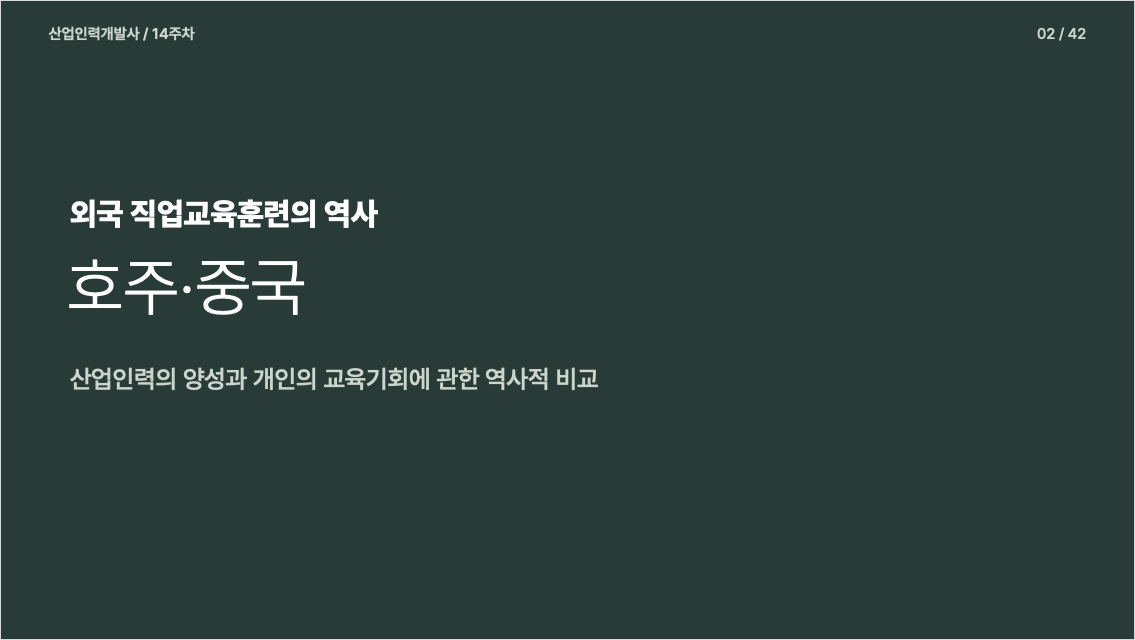 산업인력개발사 / 14주차
02 / 42
외국 직업교육훈련의 역사
호주·중국
산업인력의 양성과 개인의 교육기회에 관한 역사적 비교